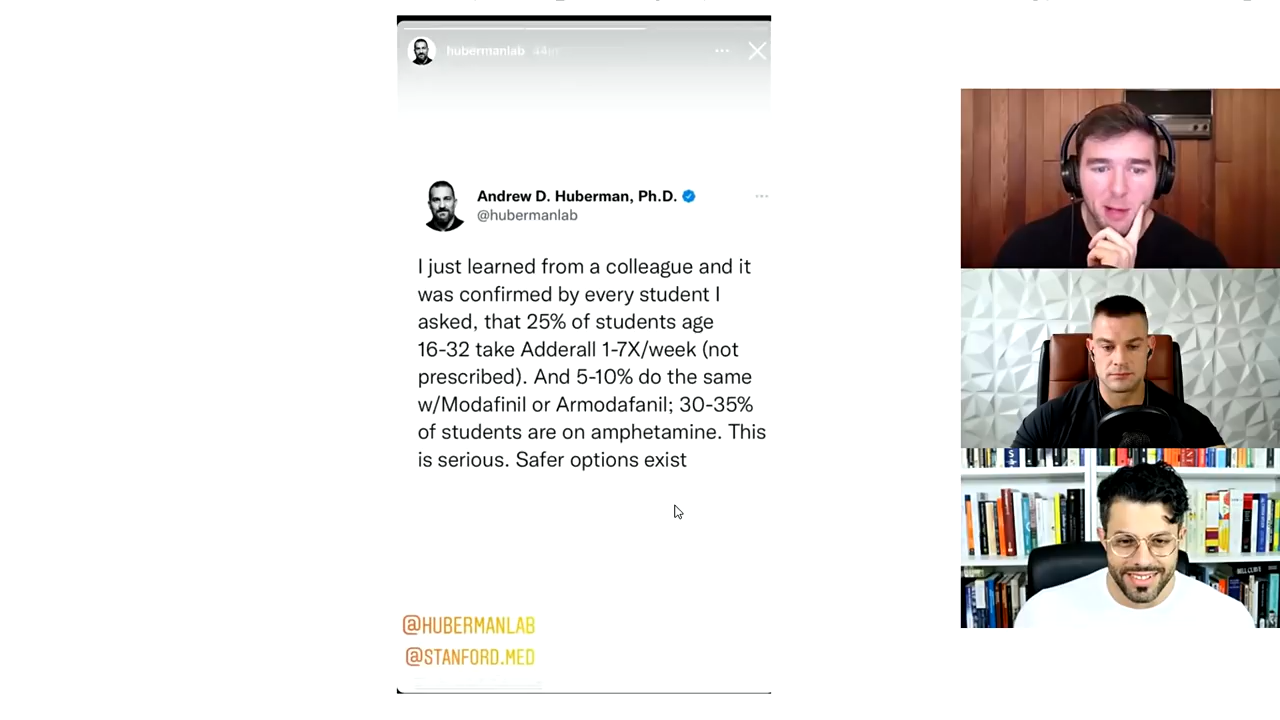 hubermanlab 44w
Andrew D. Huberman, Ph.D.
@hubermanlab
I just learned from a colleague and it
was confirmed by every student I
asked, that 25% of students age
16-32 take Adderall 1-7X/week (not
prescribed). And 5-10% do the same
w/Modafinil or Armodafanil; 30-35%
of students are on amphetamine. This
is serious. Safer options exist
@HUBERMANLAB
@STANFORD.MED